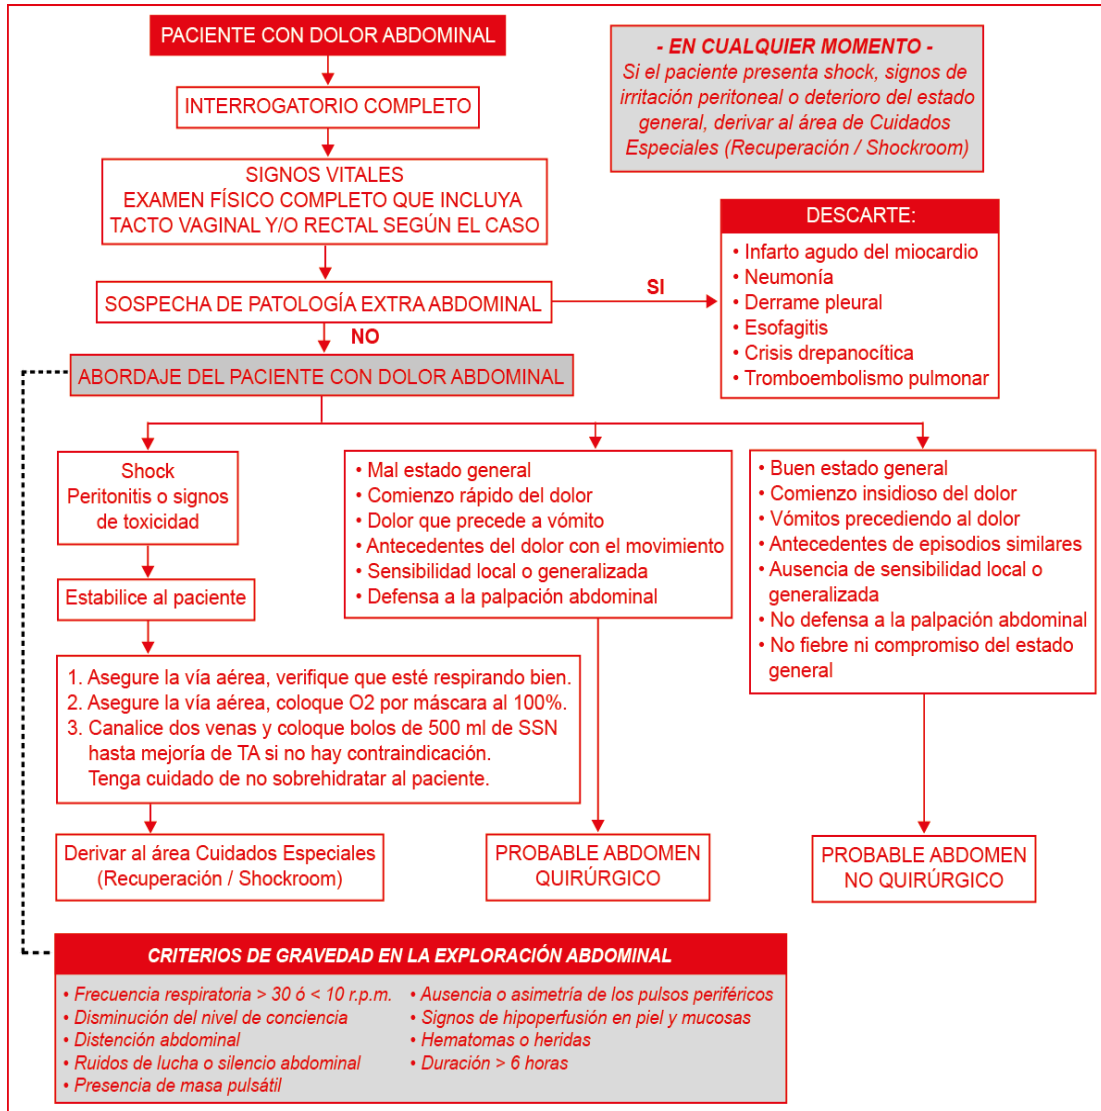 PACIENTE CON DOLOR ABDOMINAL
- EN CUALQUIER MOMENTO -
Si el paciente presenta shock, signos de
irritación peritoneal o deterioro del estado
general, derivar al área de Cuidados
Especiales (Recuperación / Shockroom)
INTERROGATORIO COMPLETO
SIGNOS VITALES
EXAMEN FÍSICO COMPLETO QUE INCLUYA
TACTO VAGINAL Y/O RECTAL SEGÚN EL CASO
SOSPECHA DE PATOLOGÍA EXTRA ABDOMINAL
SI
DESCARTE:
• Infarto agudo del miocardio
• Neumonía
• Derrame pleural
• Esofagitis
• Crisis drepanocítica
• Tromboembolismo pulmonar
NO
ABORDAJE DEL PACIENTE CON DOLOR ABDOMINAL
Shock
Peritonitis o signos
de toxicidad
Estabilice al paciente
1. Asegure la vía aérea, verifique que esté respirando bien.
2. Asegure la vía aérea, coloque O2 por máscara al 100%.
3. Canalice dos venas y coloque bolos de 500 ml de SSN
hasta mejoría de TA si no hay contraindicación.
Tenga cuidado de no sobrehidratar al paciente.
Derivar al área Cuidados Especiales
(Recuperación / Shockroom)
• Mal estado general
• Comienzo rápido del dolor
• Dolor que precede a vómito
• Antecedentes del dolor con el movimiento
• Sensibilidad local o generalizada
• Defensa a la palpación abdominal
PROBABLE ABDOMEN
QUIRÚRGICO
• Buen estado general
• Comienzo insidioso del dolor
• Vómitos precediendo al dolor
• Antecedentes de episodios similares
• Ausencia de sensibilidad local o
generalizada
• No defensa a la palpación abdominal
• No fiebre ni compromiso del estado
general
PROBABLE ABDOMEN
NO QUIRÚRGICO
CRITERIOS DE GRAVEDAD EN LA EXPLORACIÓN ABDOMINAL
• Frecuencia respiratoria > 30 ó < 10 r.p.m.
• Disminución del nivel de conciencia
• Distención abdominal
• Ruidos de lucha o silencio abdominal
• Presencia de masa pulsátil
• Ausencia o asimetría de los pulsos periféricos
• Signos de hipoperfusión en piel y mucosas
• Hematomas o heridas
• Duración > 6 horas